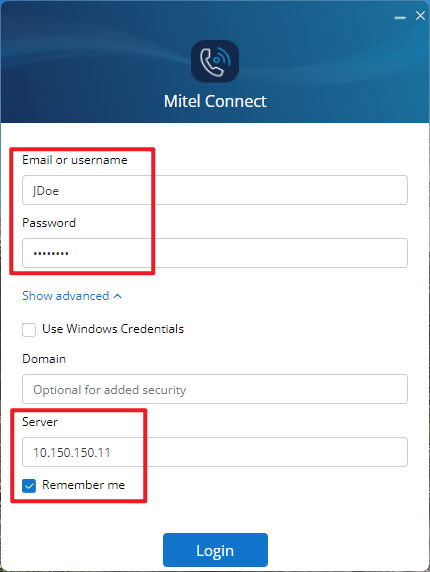 Mitel Connect
Email or username
JDoe
Password
••••••••
Show advanced
Use Windows Credentials
Domain
Optional for added security
Server
10.150.150.11
Remember me
Login